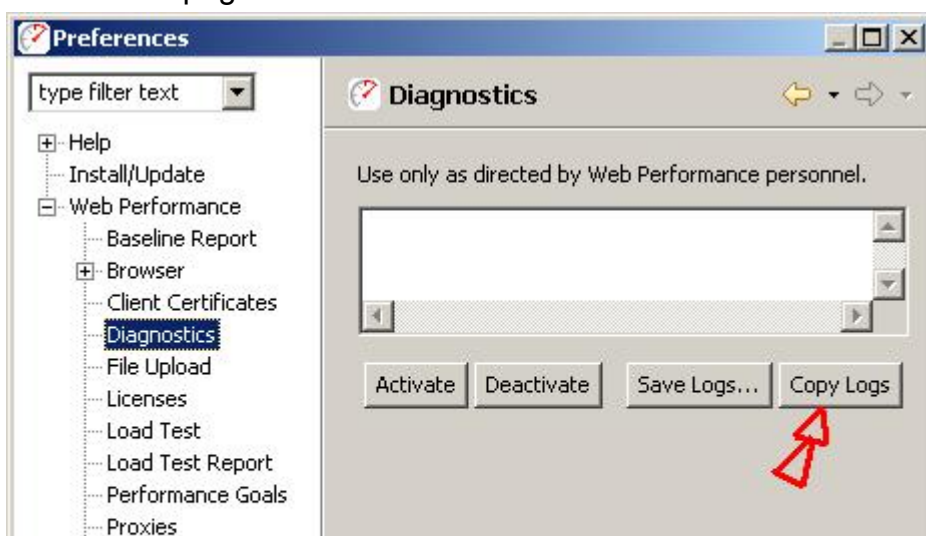 Preferences
type filter text
Help
Install/Update
Web Performance
Baseline Report
Browser
Client Certificates
Diagnostics
File Upload
Licenses
Load Test
Load Test Report
Performance Goals
Proxies
Diagnostics
Use only as directed by Web Performance personnel.
Activate Deactivate Save Logs... Copy Logs